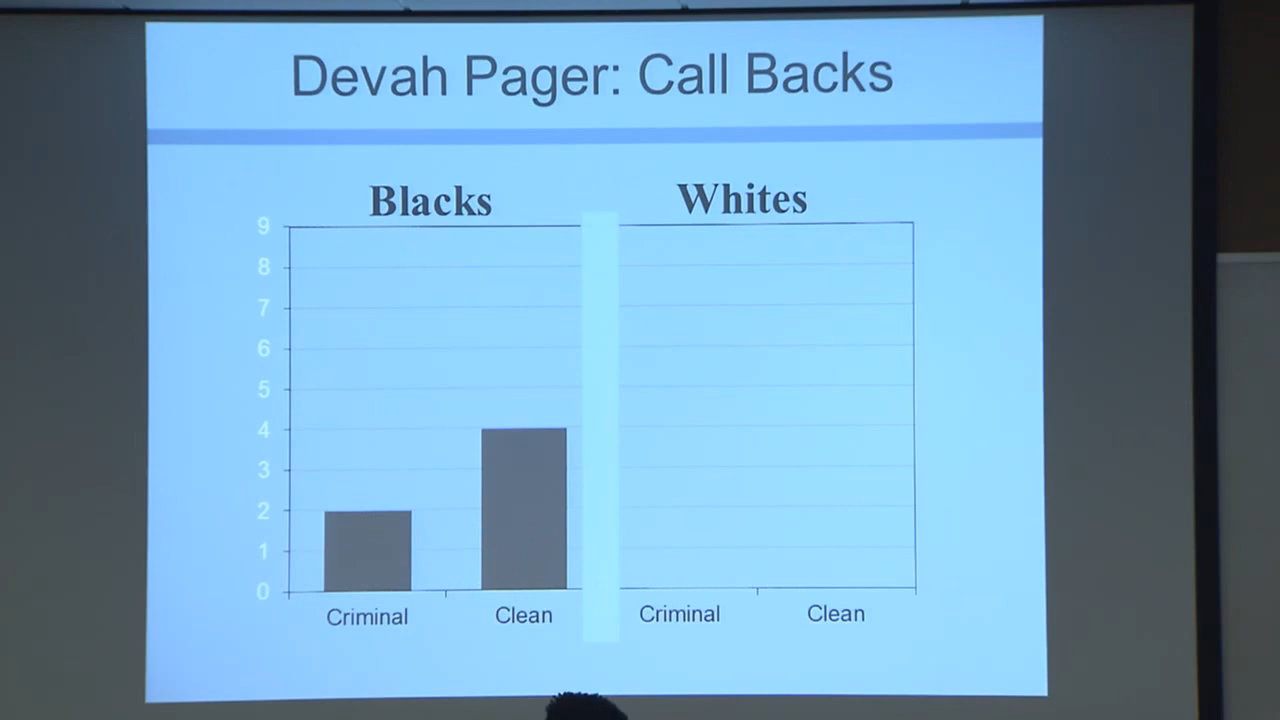 Devah Pager: Call Backs
Blacks
Whites
9
8
7
6
5
4
3
2
1
0
Criminal
Clean
Criminal
Clean